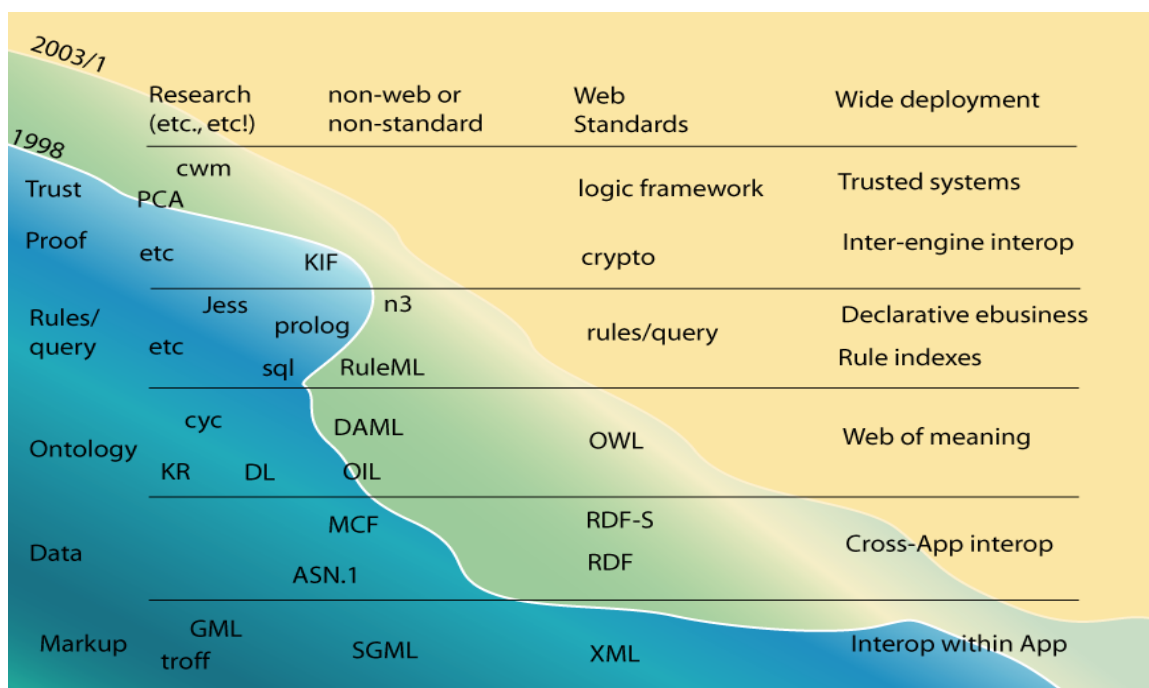 2003/1
Research non-web or Web Wide deployment
(etc., etc!) non-standard Standards
1998
cwm
Trust PCA logic framework Trusted systems
Proof etc KIF crypto Inter-engine interop
Jess n3
Rules/ prolog rules/query Declarative ebusiness
query etc sql RuleML Rule indexes
cyc DAML OWL Web of meaning
Ontology
KR DL OIL
MCF RDF-S
Data RDF Cross-App interop
ASN.1
GML
Markup troff SGML XML Interop within App